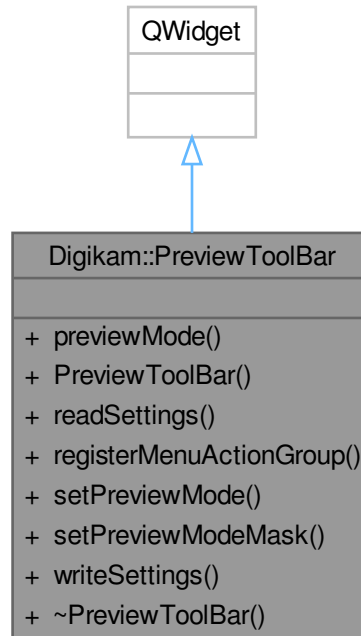 QWidget
Digikam::PreviewToolBar
+ previewMode()
+ PreviewToolBar()
+ readSettings()
+ registerMenuActionGroup()
+ setPreviewMode()
+ setPreviewModeMask()
+ writeSettings()
+ ~PreviewToolBar()